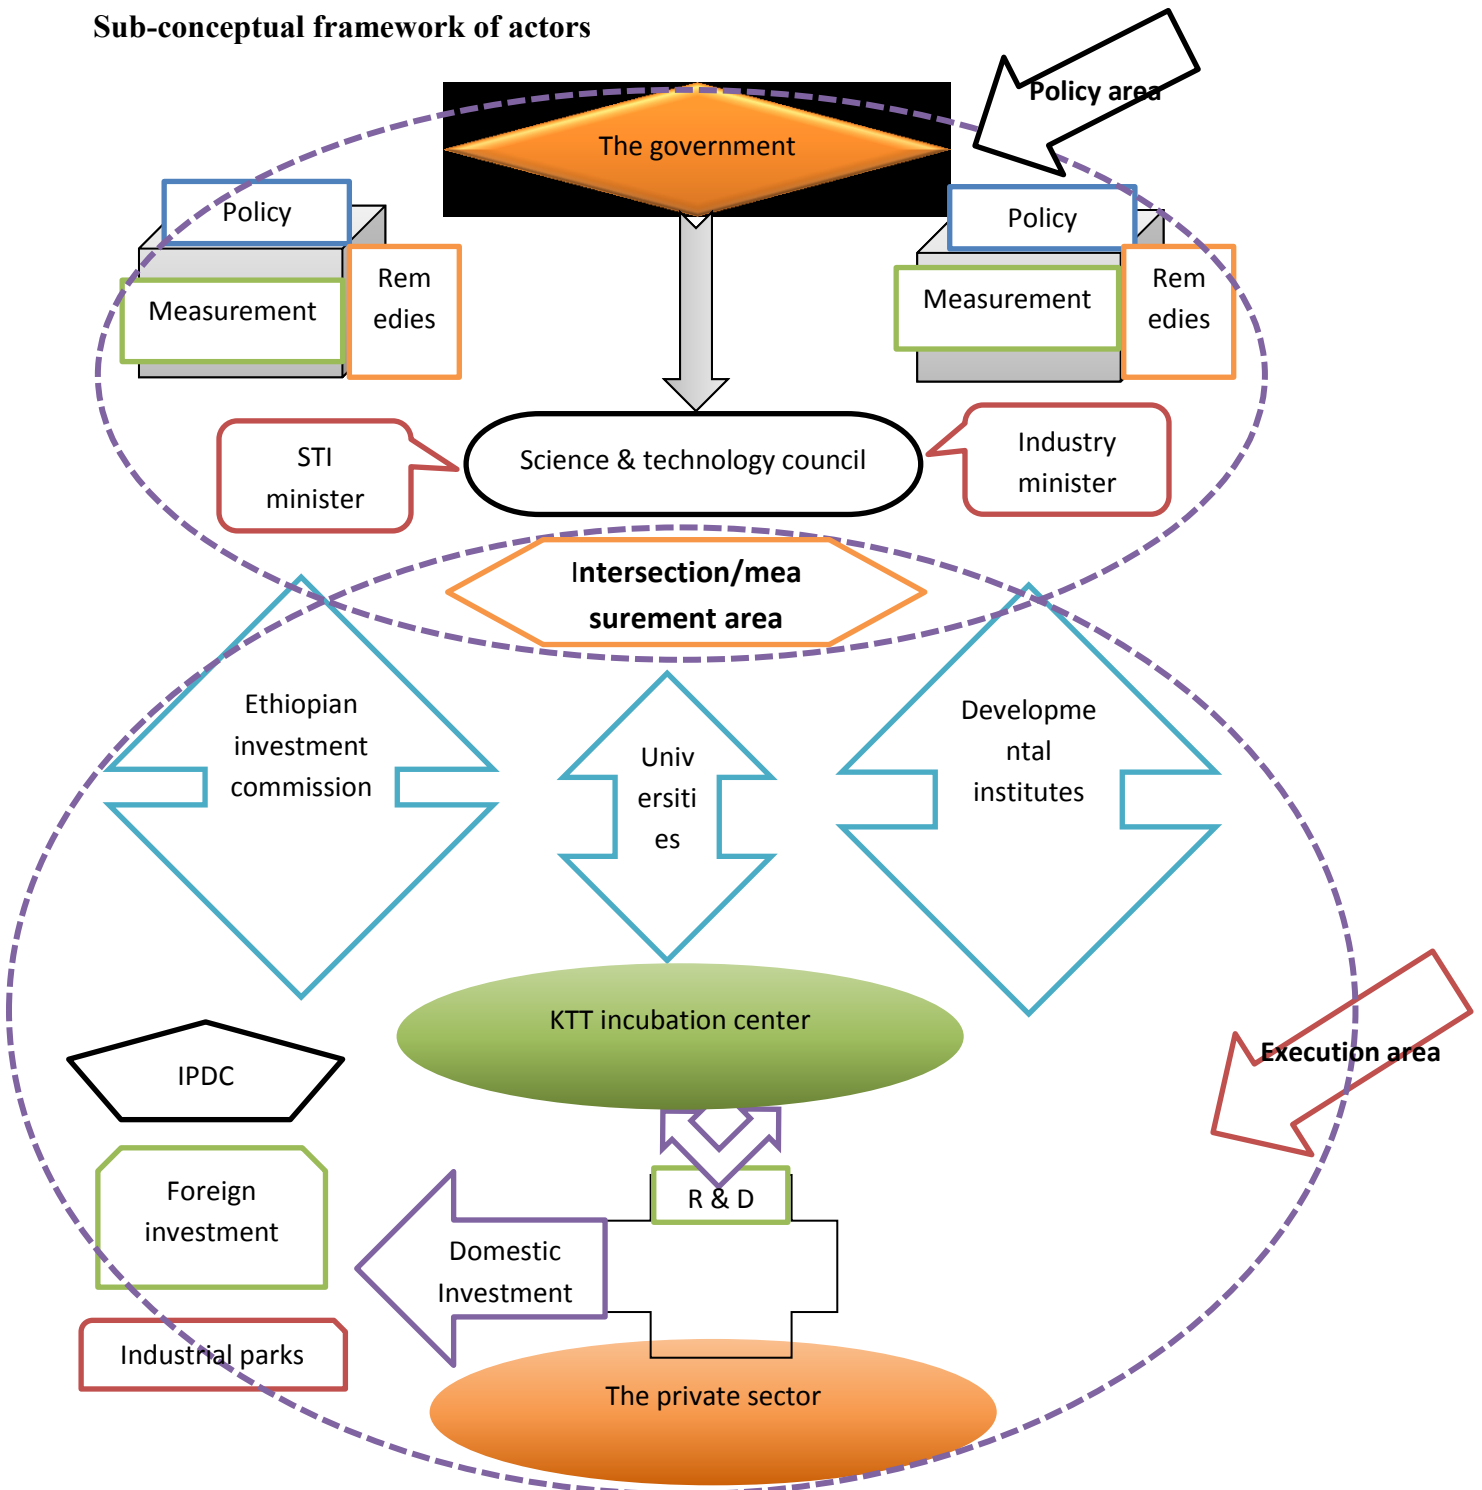 Sub-conceptual framework of actors
Policy area
The government
Policy
Measurement
Rem
edies
Policy
Measurement
Rem
edies
STI
minister
Science & technology council
Industry
minister
Intersection/mea
surement area
Ethiopian
investment
commission
Univ
ersiti
es
Developme
ntal
institutes
KTT incubation center
Execution area
IPDC
Foreign
investment
R & D
Domestic
Investment
Industrial parks
The private sector